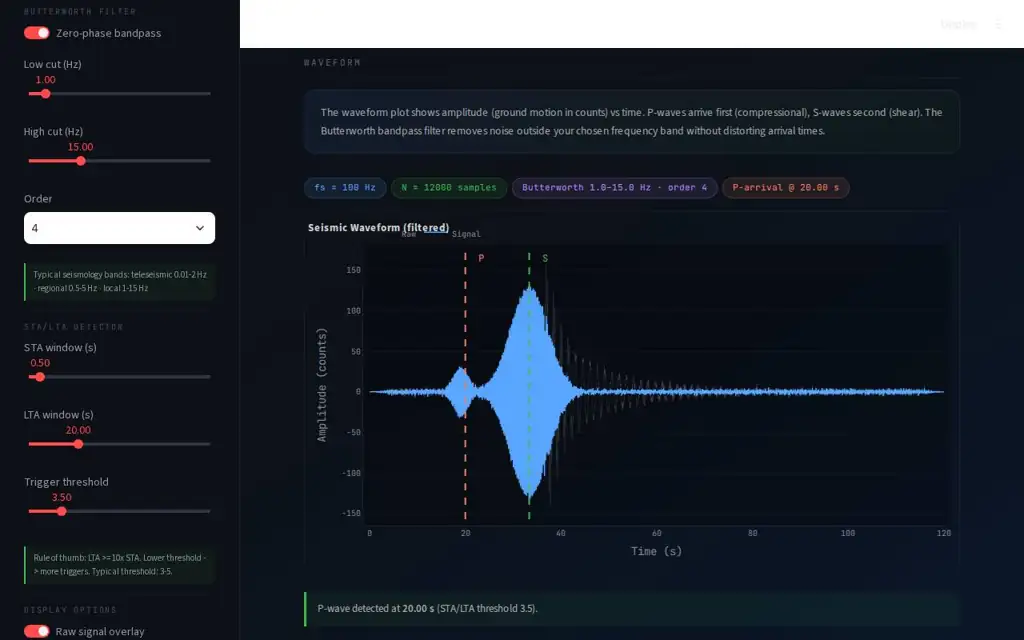 BUTTERWORTH FILTER
Zero-phase bandpass
Low cut (Hz)
1.00
High cut (Hz)
15.00
Order
4
Typical seismology bands: teleseismic 0.01-2 Hz
· regional 0.5-5 Hz · local 1-15 Hz
STA/LTA DETECTOR
STA window (s)
0.50
LTA window (s)
20.00
Trigger threshold
3.50
Rule of thumb: LTA >=10x STA. Lower threshold -
> more triggers. Typical threshold: 3-5.
DISPLAY OPTIONS
Raw signal overlay
Deploy
WAVEFORM
The waveform plot shows amplitude (ground motion in counts) vs time. P-waves arrive first (compressional), S-waves second (shear). The
Butterworth bandpass filter removes noise outside your chosen frequency band without distorting arrival times.
fs = 100 Hz
N = 12000 samples
Butterworth 1.0–15.0 Hz · order 4
P-arrival @ 20.00 s
Seismic Waveform (filtered)
Raw
Signal
P
S
150
100
50
0
-50
-100
-150
Amplitude (counts)
0
20
40
60
80
100
120
Time (s)
P-wave detected at 20.00 s (STA/LTA threshold 3.5).